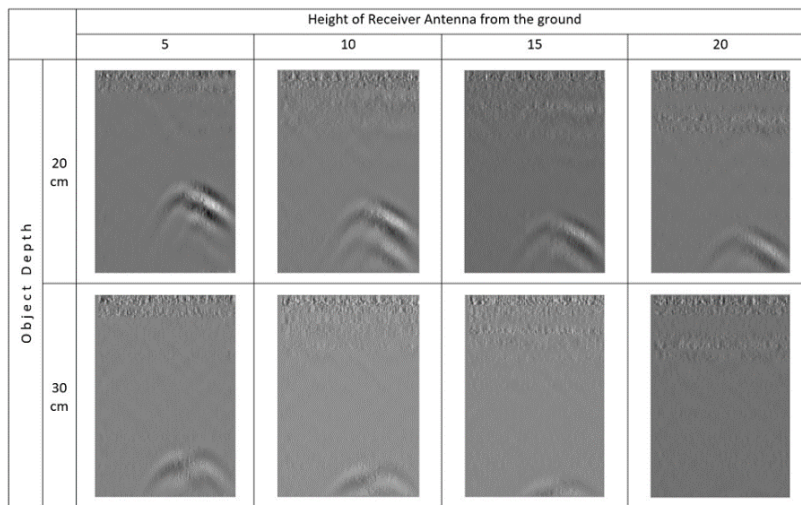 Height of Receiver Antenna from the ground
5 10 15 20
Object Depth
20
cm
30
cm